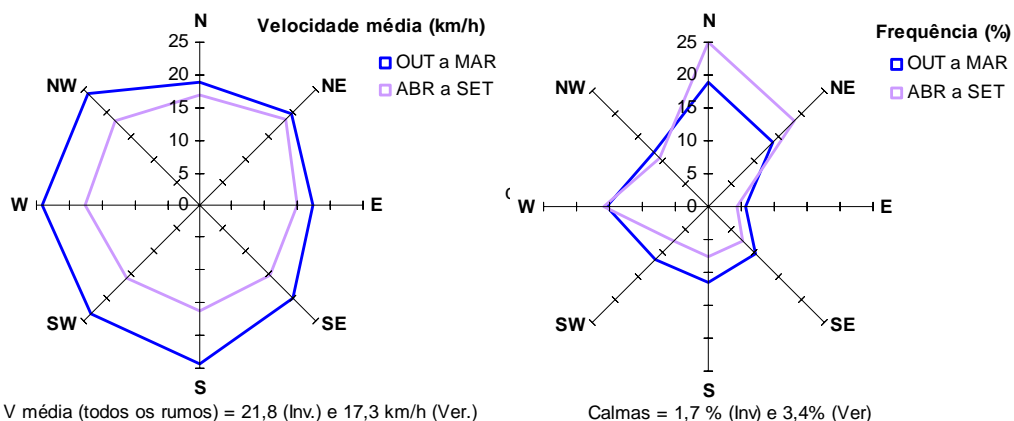 N
Velocidade média (km/h)
25
OUT a MAR
20
ABR a SET
NW
NE
15
10
5
0
W
E
SW
SE
S
V média (todos os rumos) = 21,8 (Inv.) e 17,3 km/h (Ver.)
N
Frequência (%)
25
OUT a MAR
20
ABR a SET
NW
NE
15
10
5
0
W
E
SW
SE
S
Calmas = 1,7 % (Inv) e 3,4% (Ver)